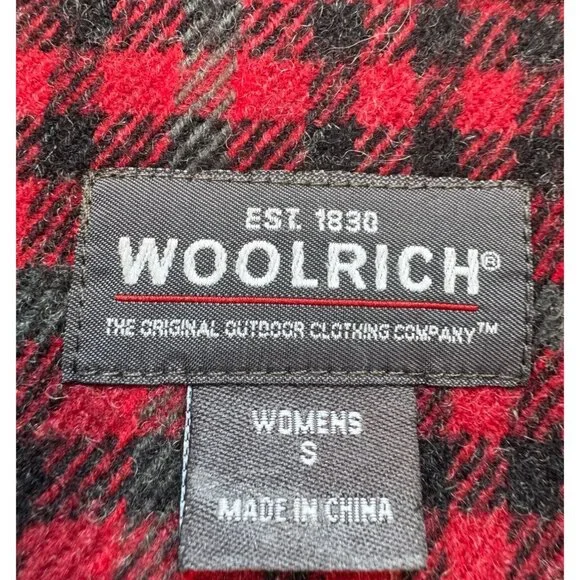 EST. 1830
WOOLRICH®
THE ORIGINAL OUTDOOR CLOTHING COMPANY™
WOMENS
S
MADE IN CHINA